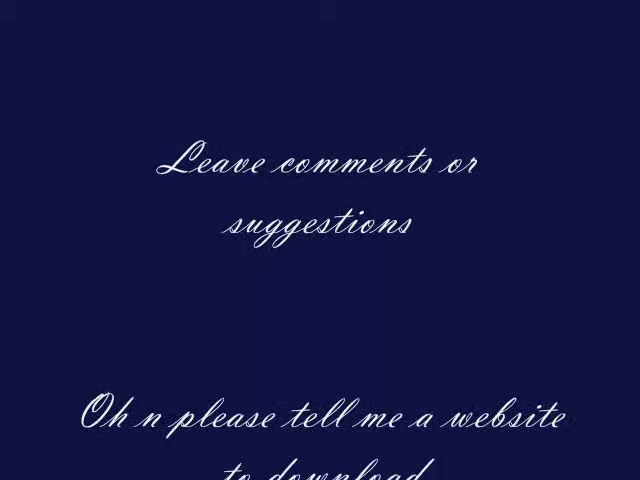 Leave comments or
suggestions
Oh n please tell me a website
to download